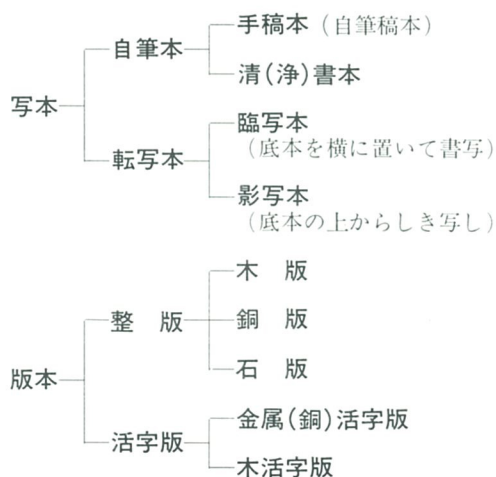 写本
自筆本
手稿本（自筆稿本）
清（浄）書本
転写本
臨写本
（底本を横に置いて書写）
影写本
（底本の上からしき写し）
版本
整　版
木　版
銅　版
石　版
活字版
金属（銅）活字版
木活字版